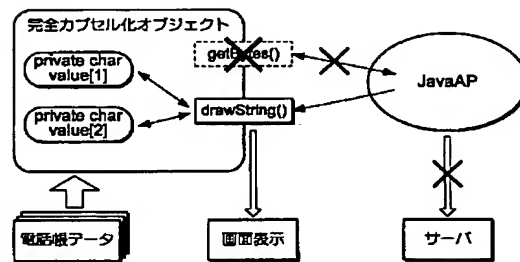 完全カプセル化オブジェクト
private char
value[1]
getBytes()
JavaAP
private char
value[2]
drawString()
電話帳データ
画面表示
サーバ